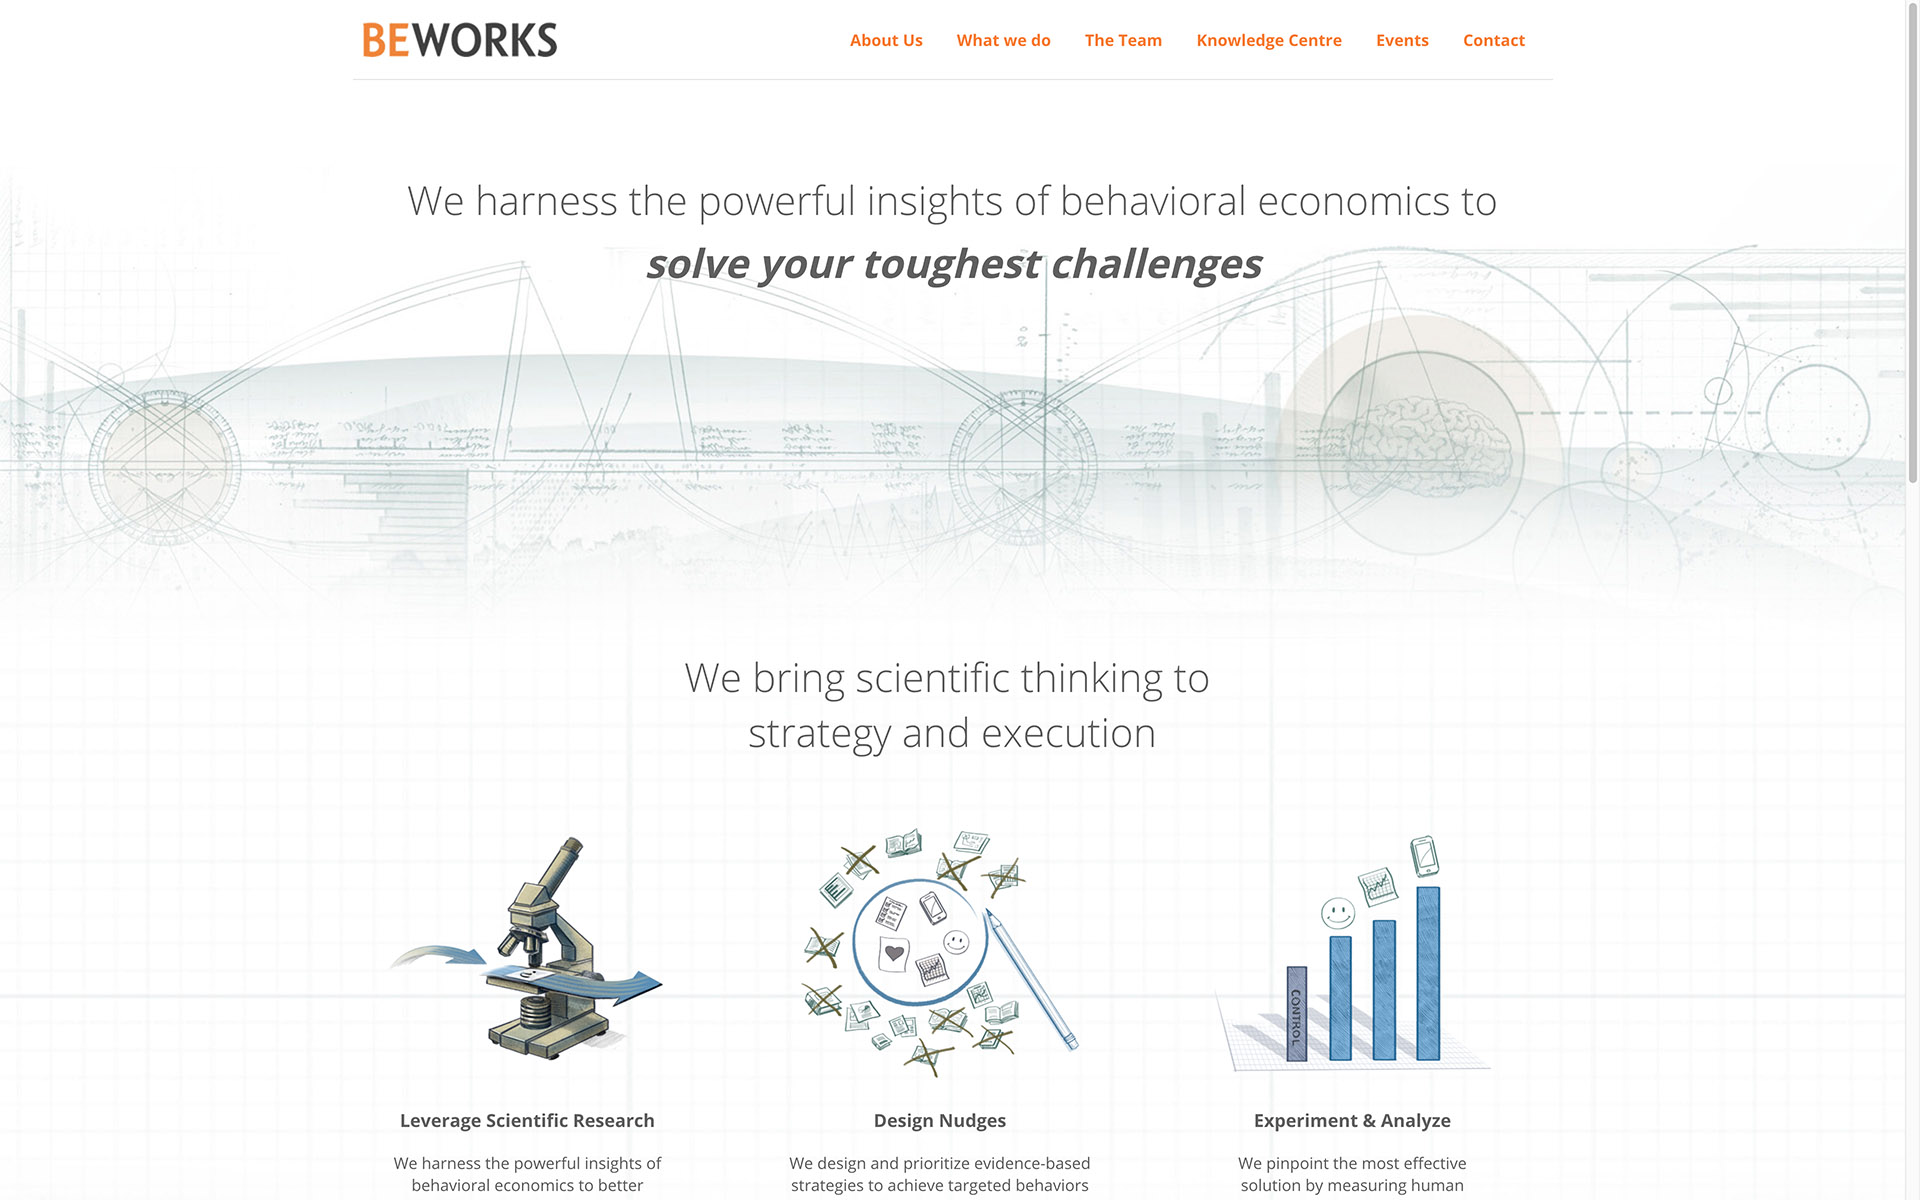 BEWORKS
About Us What we do The Team Knowledge Centre Events Contact
We harness the powerful insights of behavioral economics to
solve your toughest challenges
We bring scientific thinking to
strategy and execution
CONTROL
Leverage Scientific Research
We harness the powerful insights of
behavioral economics to better
Design Nudges
We design and prioritize evidence-based
strategies to achieve targeted behaviors
Experiment & Analyze
We pinpoint the most effective
solution by measuring human